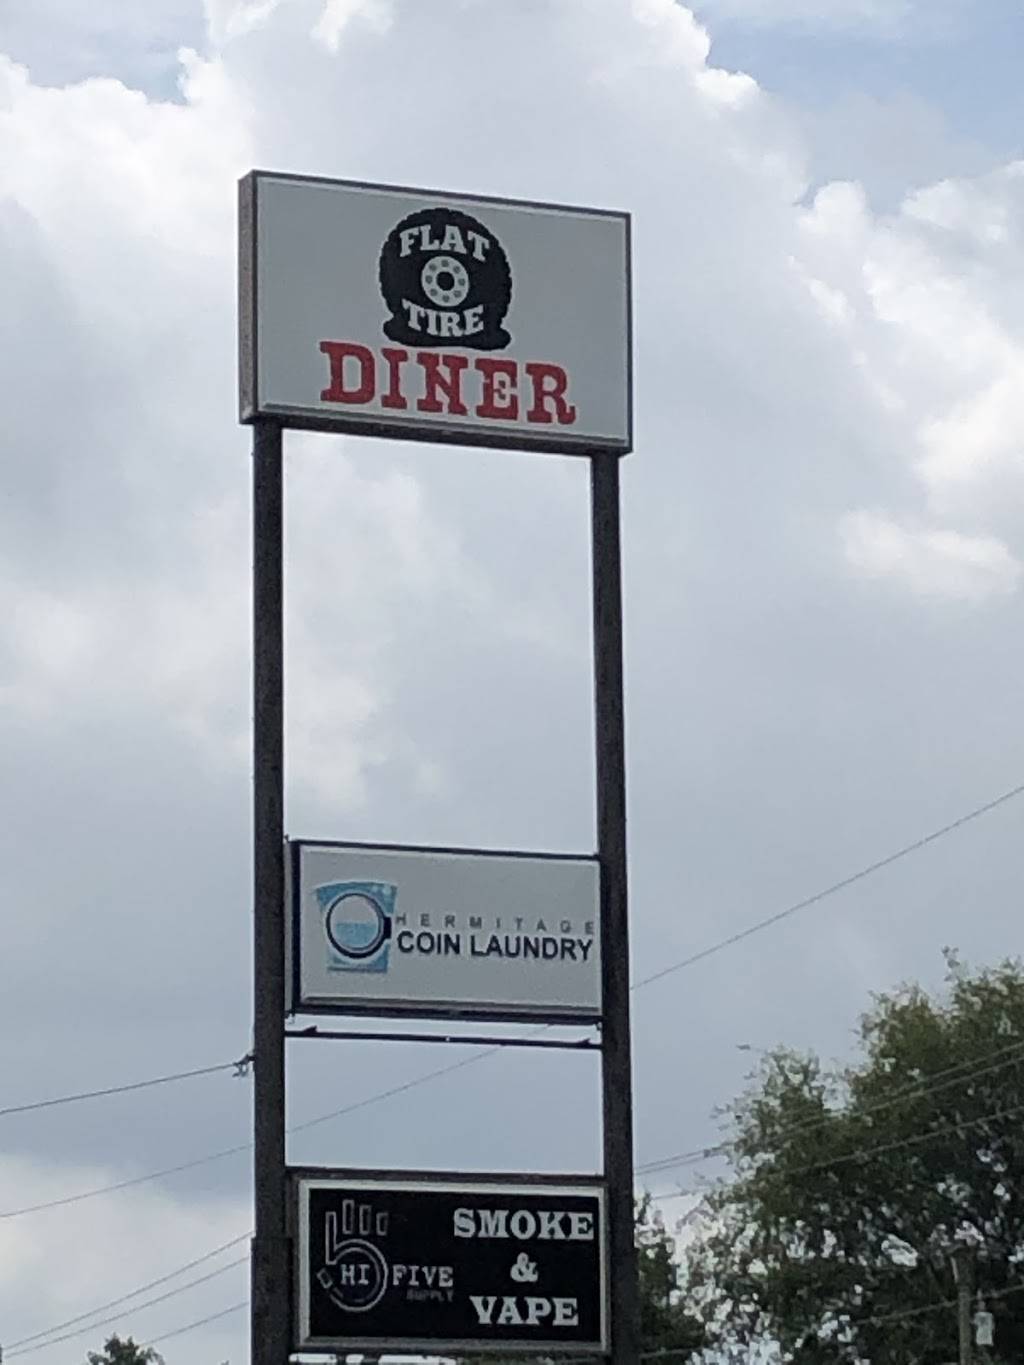 FLAT
TIRE
DINER
HERMITAGE
COIN LAUNDRY
HI FIVE
SUPPLY
SMOKE
&
VAPE